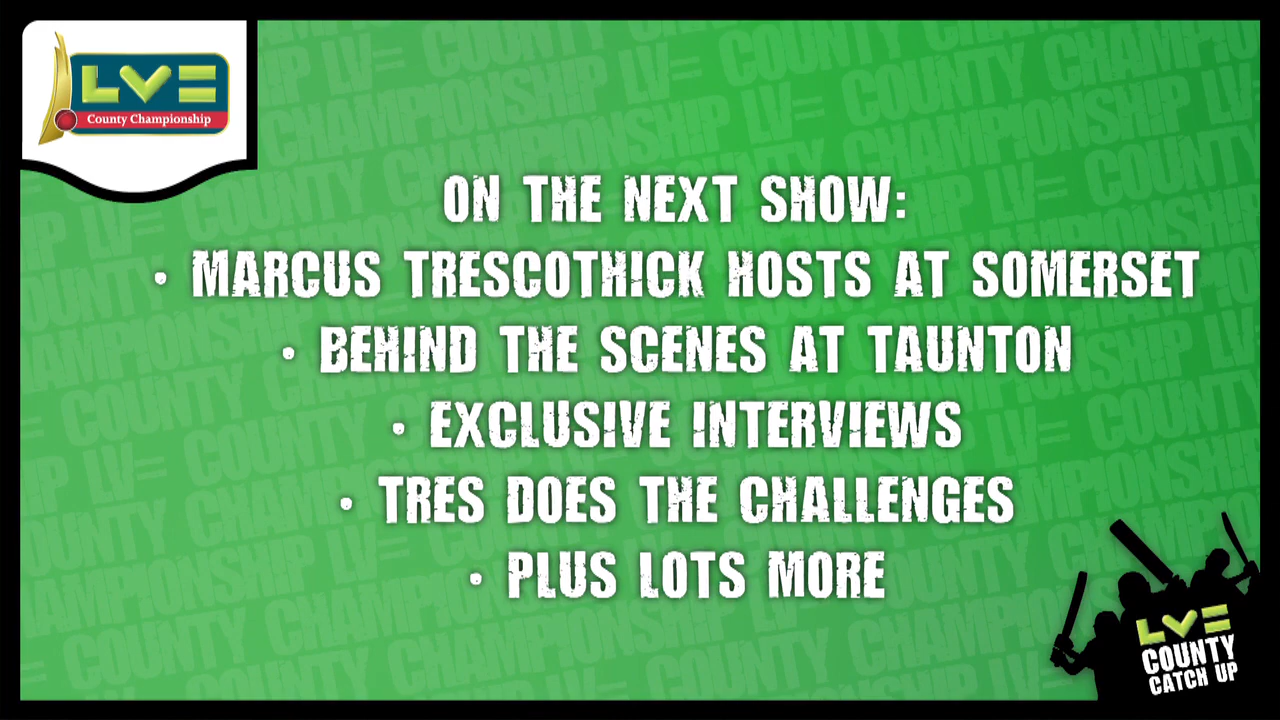 LV=
County Championship
ON THE NEXT SHOW:
• MARCUS TRESCOTHICK HOSTS AT SOMERSET
• BEHIND THE SCENES AT TAUNTON
• EXCLUSIVE INTERVIEWS
• TRES DOES THE CHALLENGES
• PLUS LOTS MORE
LV=
COUNTY
CATCH UP